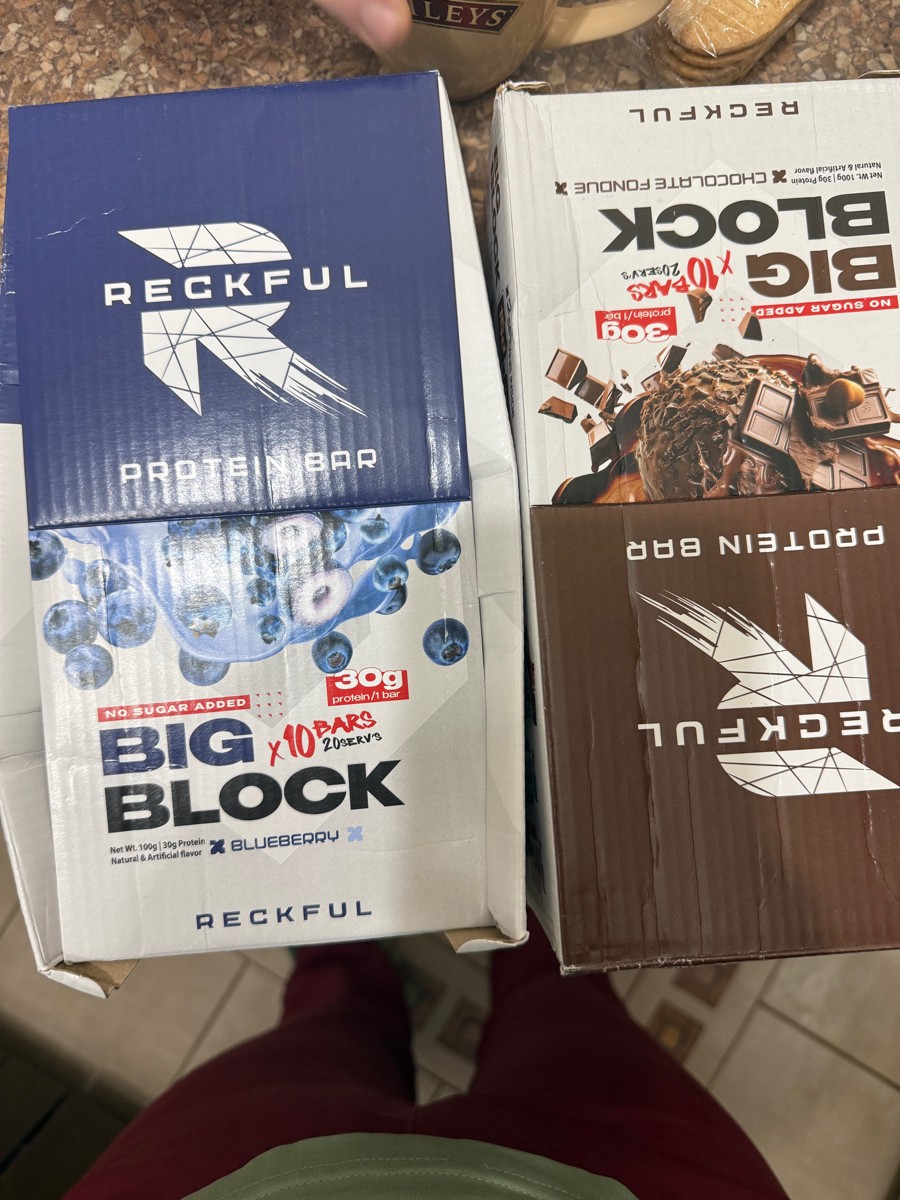 ALEYS
RECKFUL
PROTEIN BAR
30g
protein/1 bar
NO SUGAR ADDED
BIG
x10 BARS
20SERV'S
BLOCK
Net Wt. 100g | 30g Protein
Natural & Artificial flavor
BLUEBERRY
RECKFUL
RECKFUL
PROTEIN BAR
30g
protein/1 bar
NO SUGAR ADDED
BIG
x10 BARS
20SERV'S
BLOCK
Net Wt. 100g | 30g Protein
Natural & Artificial flavor
CHOCOLATE FONDUE
RECKFUL